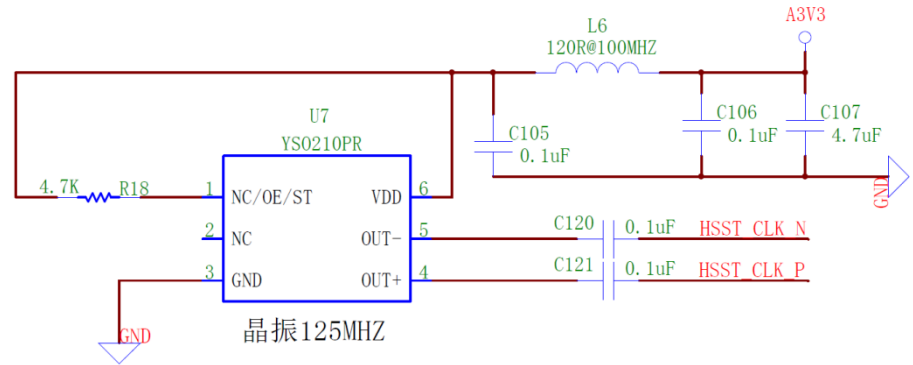 A3V3
L6
120R@100MHZ
U7
YSO210PR
C105
0.1uF
C106
0.1uF
C107
4.7uF
GND
4.7K R18
1 NC/OE/ST VDD 6
2 NC OUT- 5
3 GND OUT+ 4
C120 0.1uF HSST_CLK_N
C121 0.1uF HSST_CLK_P
GND
晶振125MHZ